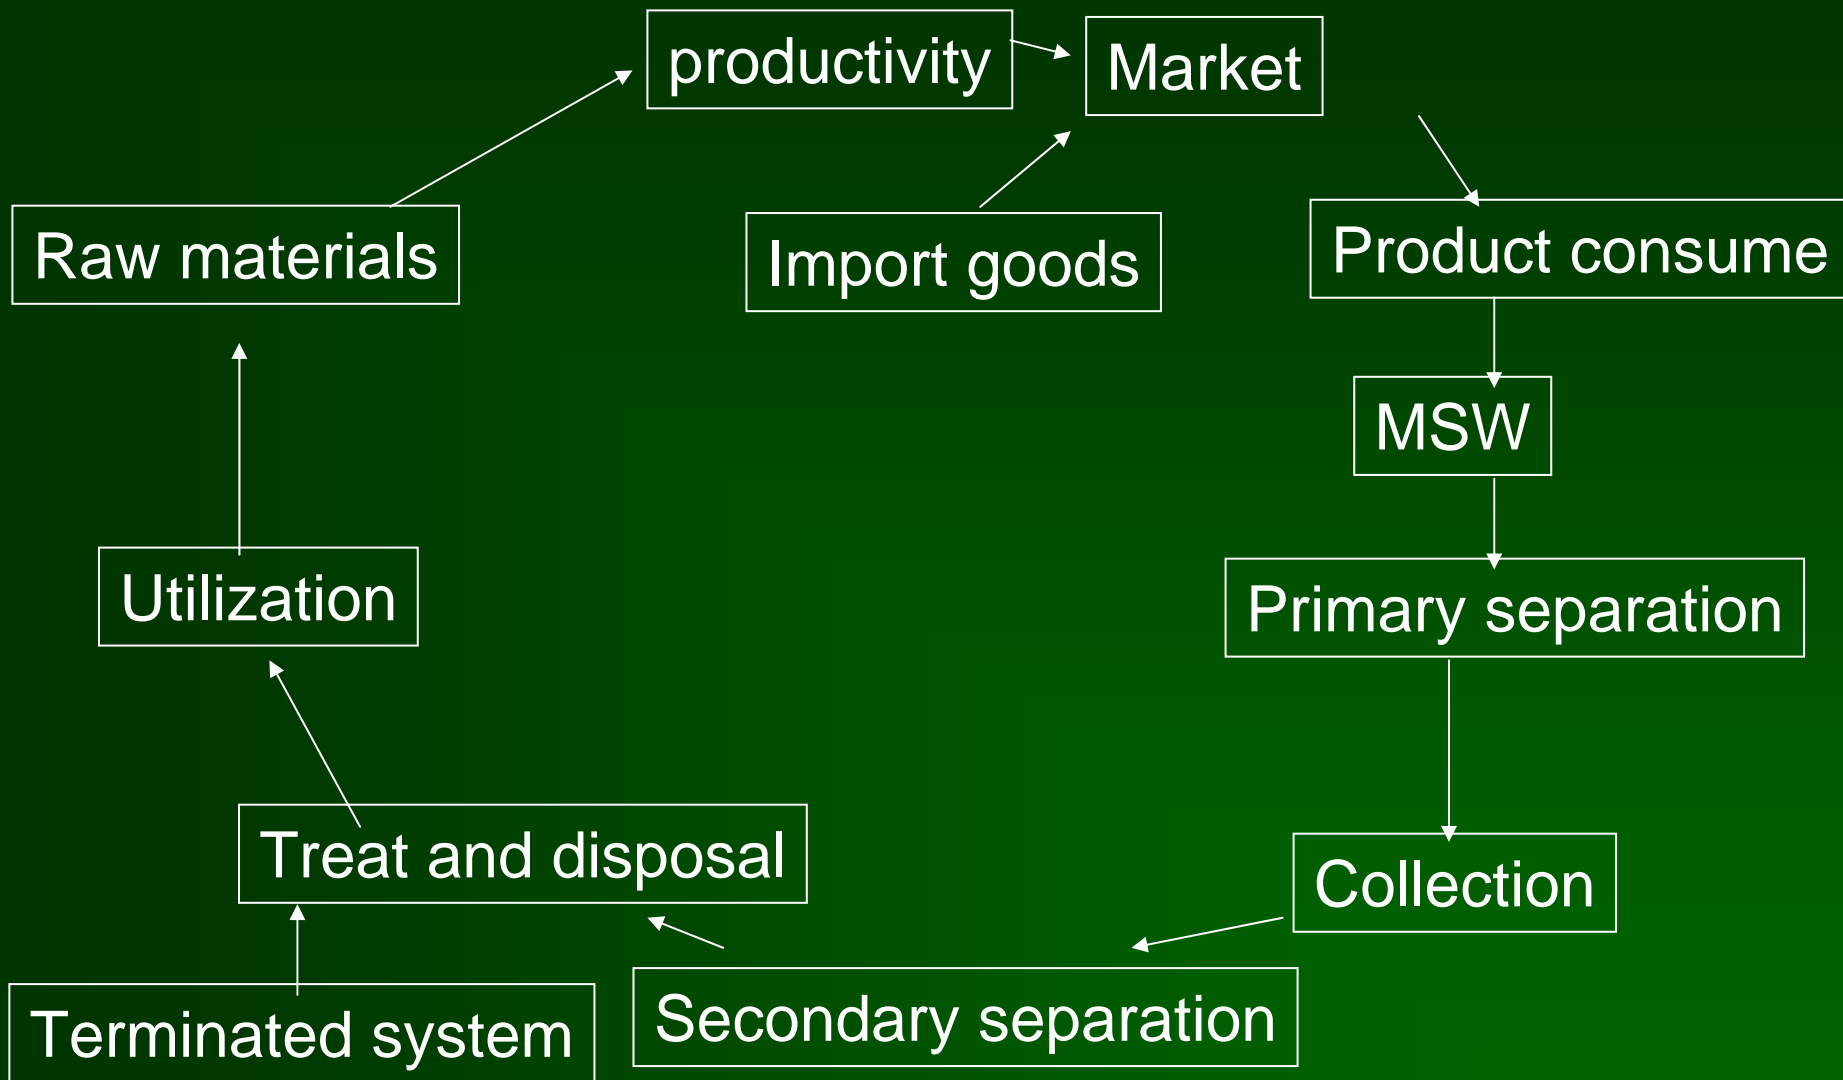 productivity
Market
Raw materials
Import goods
Product consume
MSW
Utilization
Primary separation
Treat and disposal
Collection
Terminated system
Secondary separation